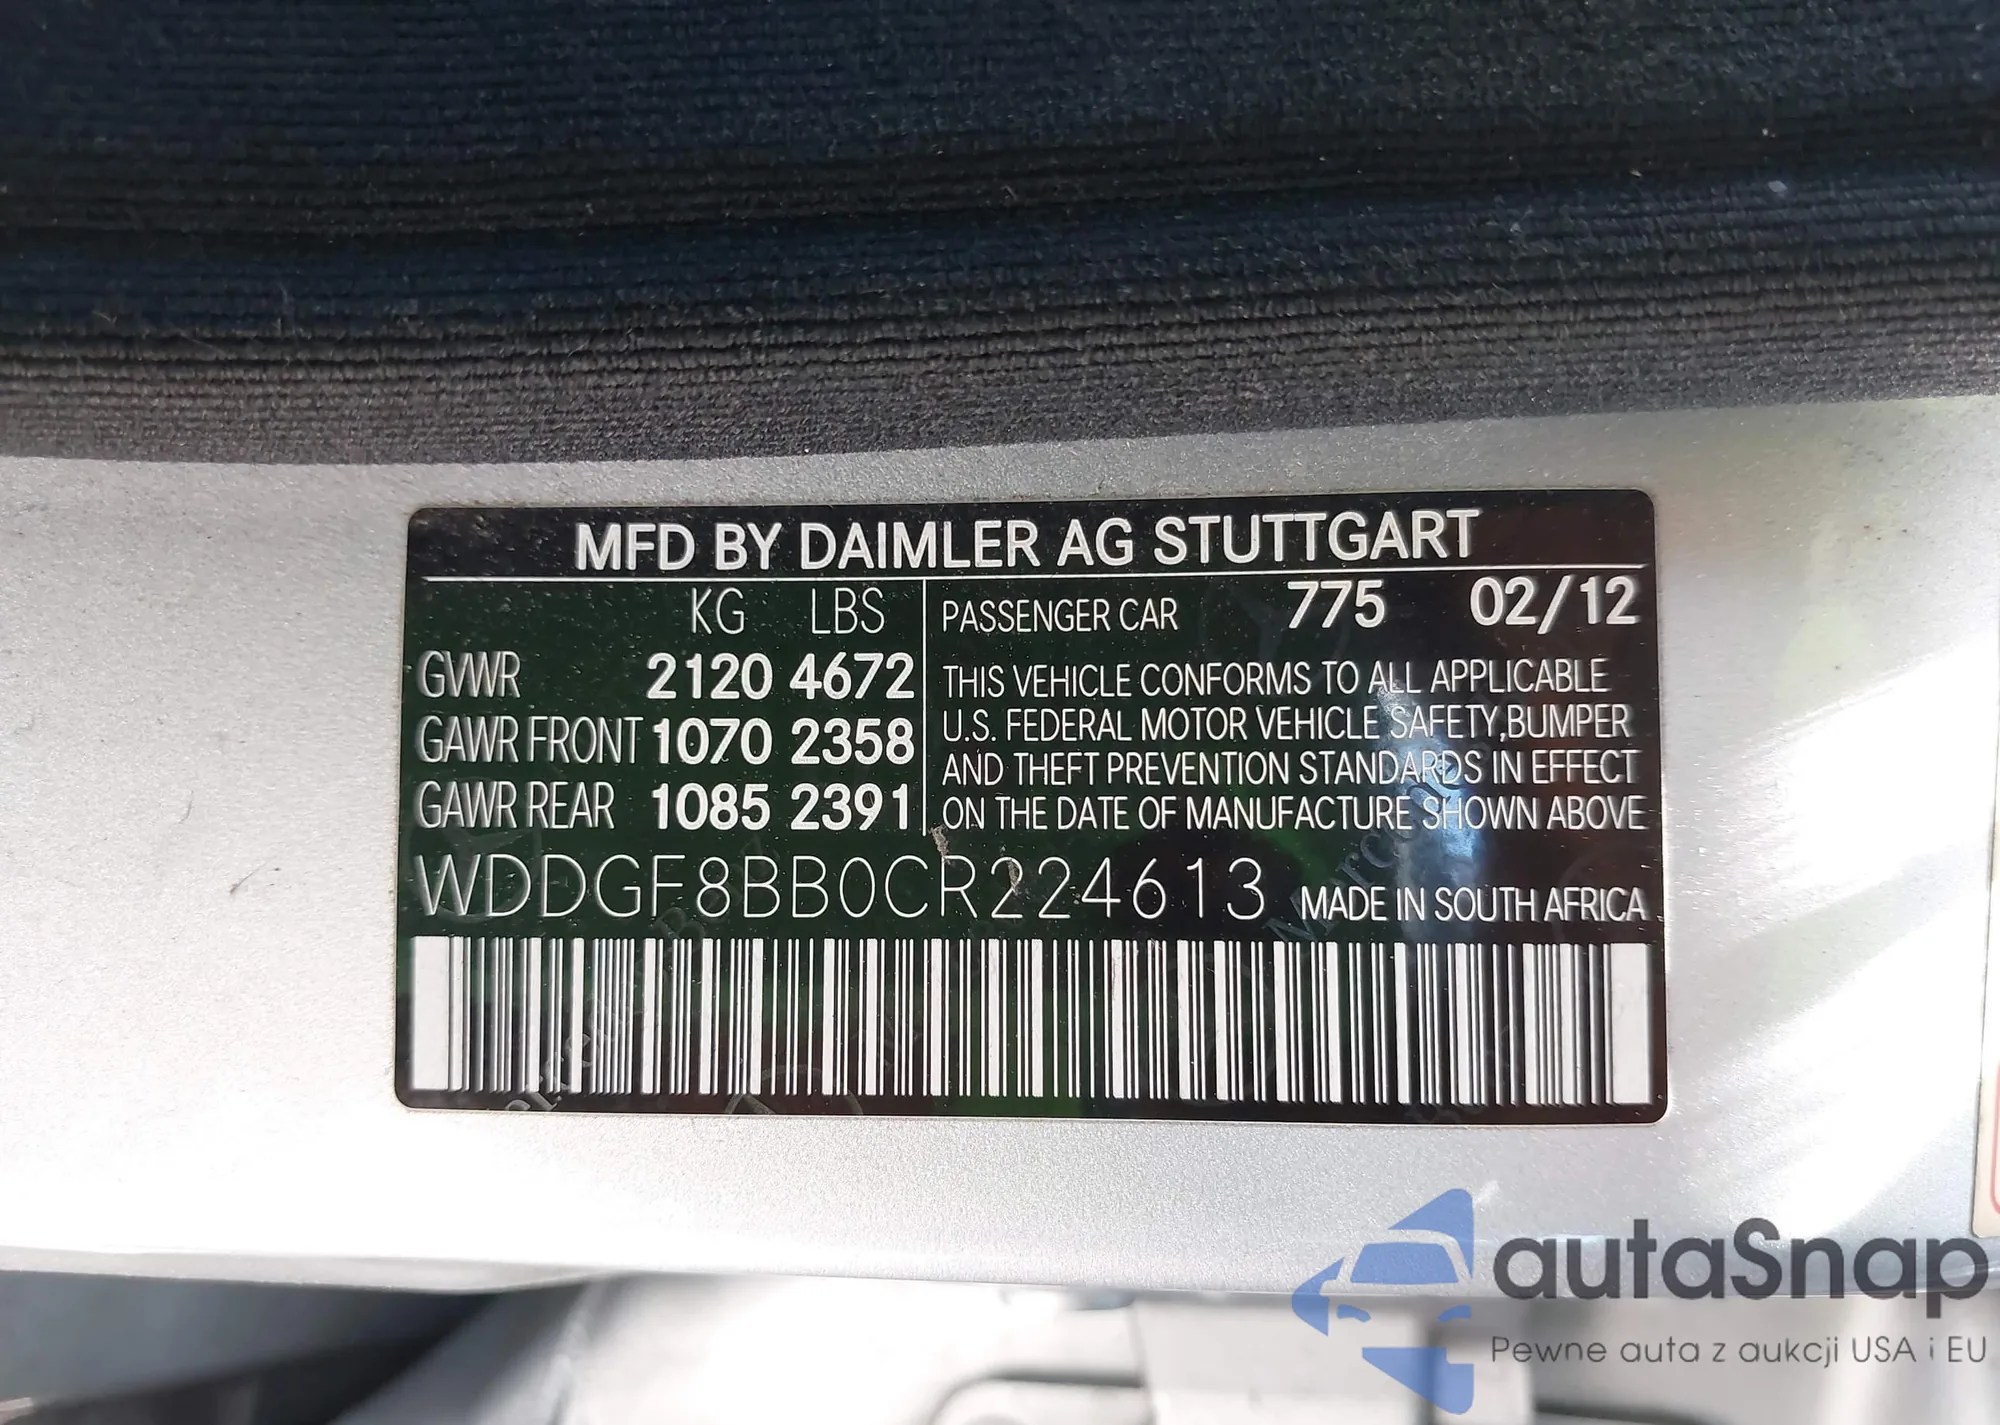 MFD BY DAIMLER AG STUTTGART
KG LBS
GVWR 2120 4672
GAWR FRONT 1070 2358
GAWR REAR 1085 2391
PASSENGER CAR 775 02/12
THIS VEHICLE CONFORMS TO ALL APPLICABLE
U.S. FEDERAL MOTOR VEHICLE SAFETY,BUMPER
AND THEFT PREVENTION STANDARDS IN EFFECT
ON THE DATE OF MANUFACTURE SHOWN ABOVE
WDDGF8BB0CR224613 MADE IN SOUTH AFRICA
autaSnap
Pewne auta z aukcji USA i EU